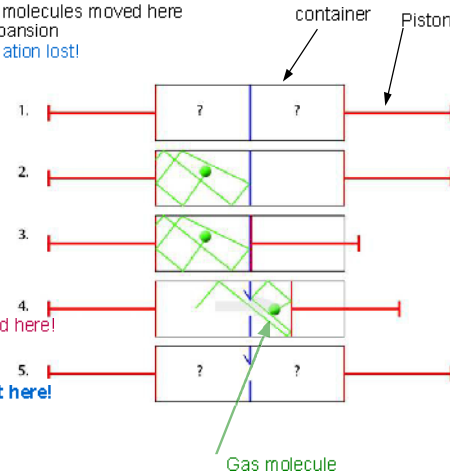 molecules moved here
pansion
ation lost!
container
Piston
1.
?
?
2.
3.
4.
d here!
5.
?
?
t here!
Gas molecule